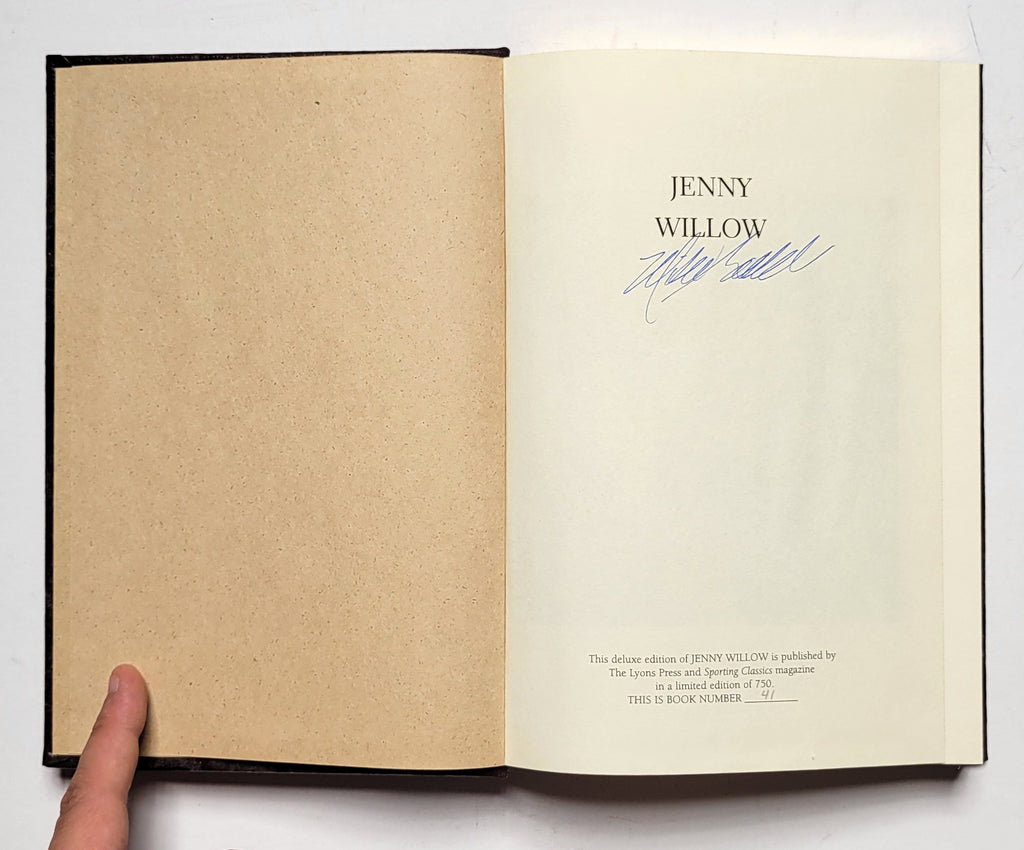 JENNY
WILLOW
This deluxe edition of JENNY WILLOW is published by
The Lyons Press and Sporting Classics magazine
in a limited edition of 750.
THIS IS BOOK NUMBER 41